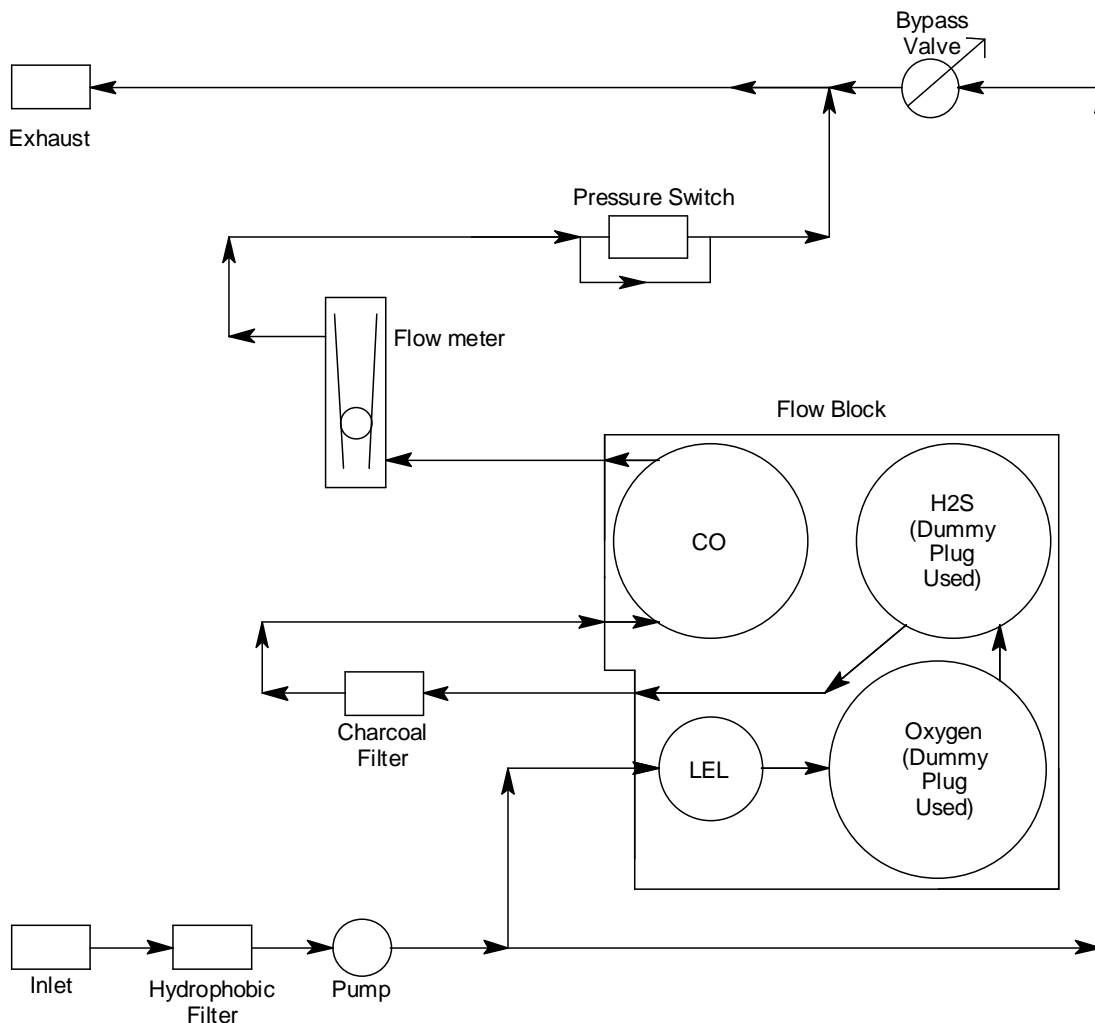 Bypass
Valve
Exhaust
Pressure Switch
Flow meter
Flow Block
CO
H2S
(Dummy
Plug
Used)
Charcoal
Filter
LEL
Oxygen
(Dummy
Plug
Used)
Inlet
Hydrophobic
Filter
Pump